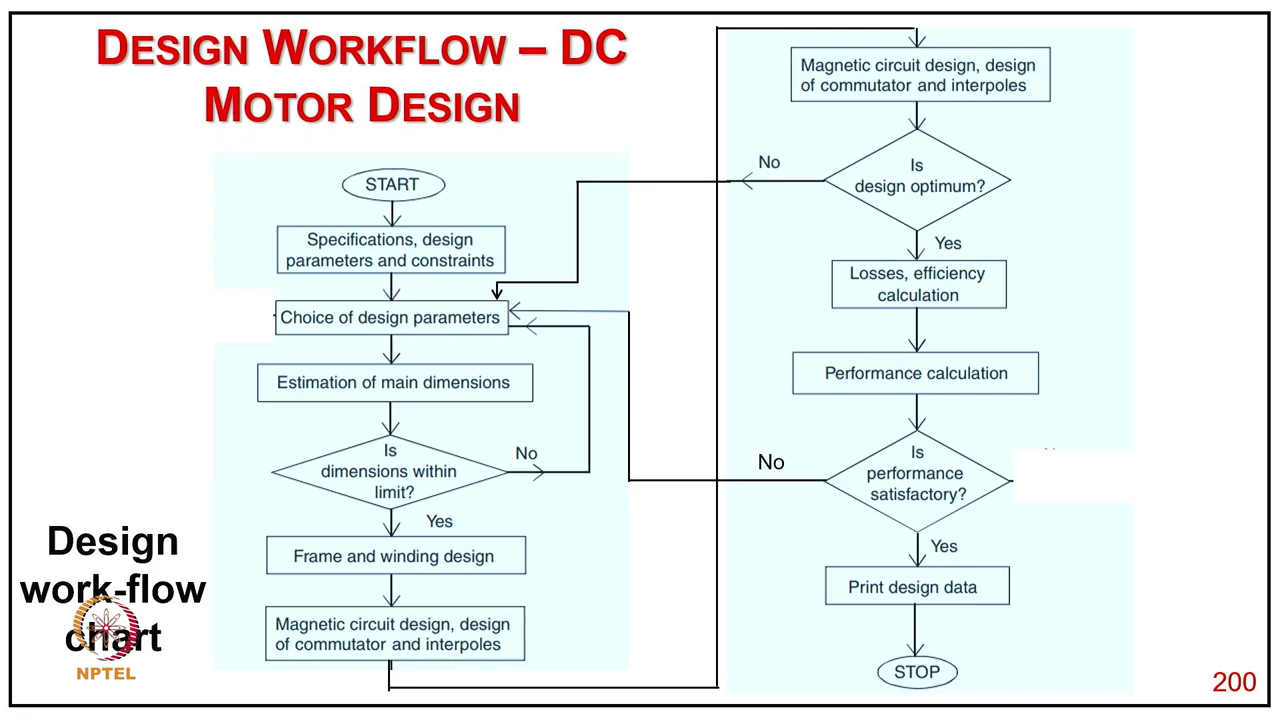 DESIGN WORKFLOW – DC
MOTOR DESIGN
START
Specifications, design
parameters and constraints
Choice of design parameters
Estimation of main dimensions
Is
dimensions within
limit?
No
Yes
Frame and winding design
Magnetic circuit design, design
of commutator and interpoles
Design
work-flow
chart
NPTEL
Magnetic circuit design, design
of commutator and interpoles
Is
design optimum?
No
Yes
Losses, efficiency
calculation
Performance calculation
Is
performance
satisfactory?
No
Yes
Print design data
STOP
200